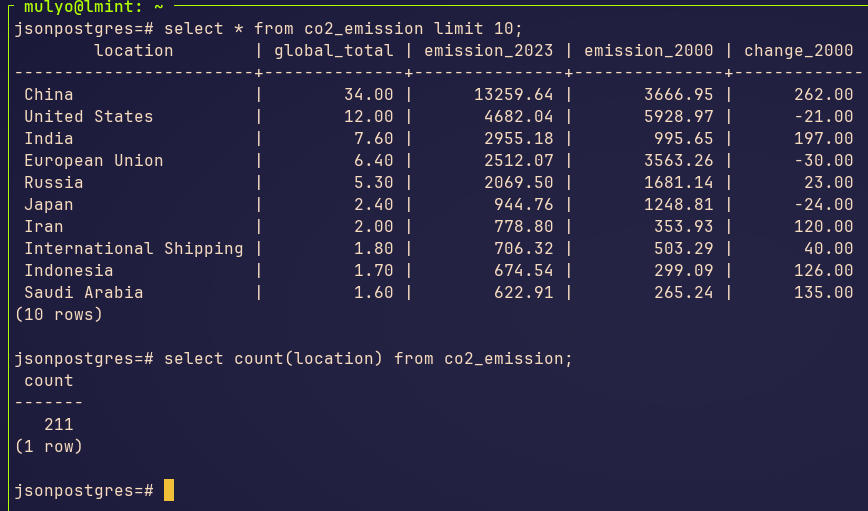 mulyo@lmint: ~
jsonpostgres=# select * from co2_emission limit 10;
        location        | global_total | emission_2023 | emission_2000 | change_2000
------------------------+--------------+---------------+---------------+-------------
 China                  |        34.00 |      13259.64 |       3666.95 |      262.00
 United States          |        12.00 |       4682.04 |       5928.97 |      -21.00
 India                  |         7.60 |       2955.18 |        995.65 |      197.00
 European Union         |         6.40 |       2512.07 |       3563.26 |      -30.00
 Russia                 |         5.30 |       2069.50 |       1681.14 |       23.00
 Japan                  |         2.40 |        944.76 |       1248.81 |      -24.00
 Iran                   |         2.00 |        778.80 |        353.93 |      120.00
 International Shipping |         1.80 |        706.32 |        503.29 |       40.00
 Indonesia              |         1.70 |        674.54 |        299.09 |      126.00
 Saudi Arabia           |         1.60 |        622.91 |        265.24 |      135.00
(10 rows)
jsonpostgres=# select count(location) from co2_emission;
 count
-------
   211
(1 row)
jsonpostgres=#